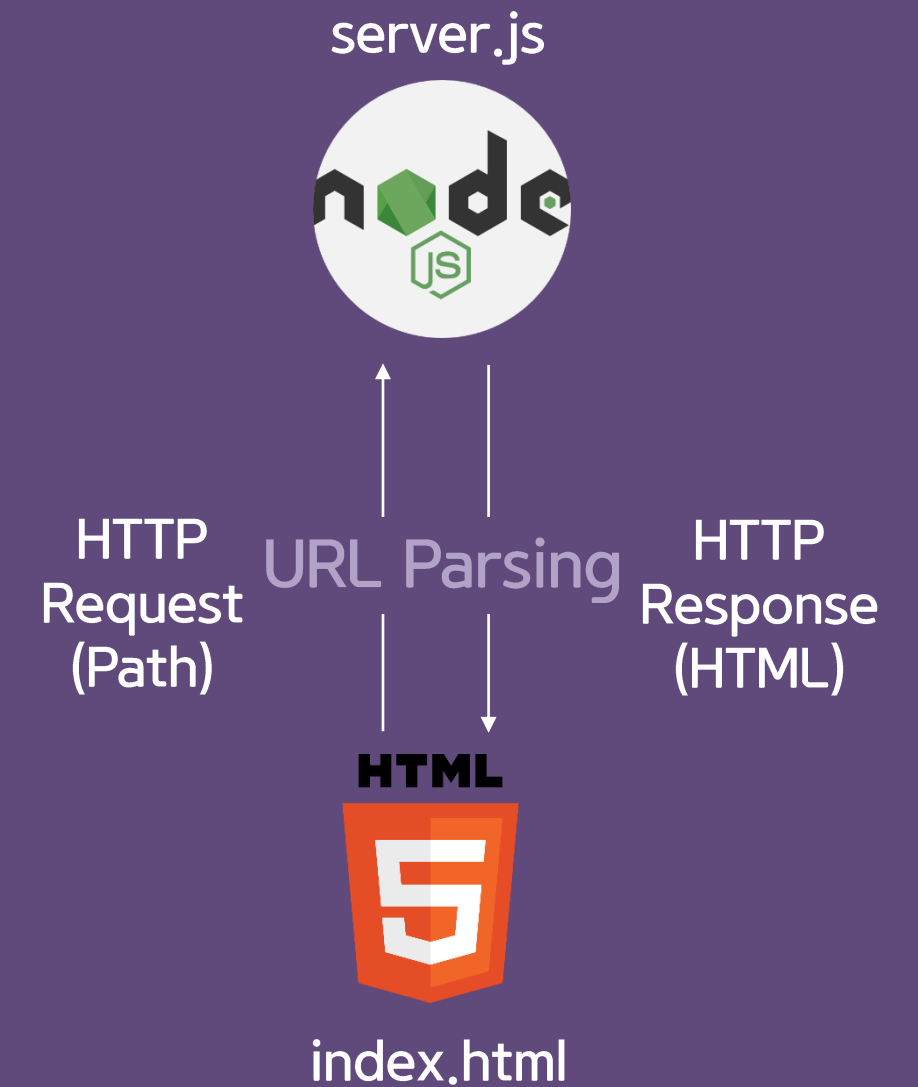 server.js
node
JS
HTTP
Request
(Path)
URL Parsing
HTTP
Response
(HTML)
HTML
5
index.html